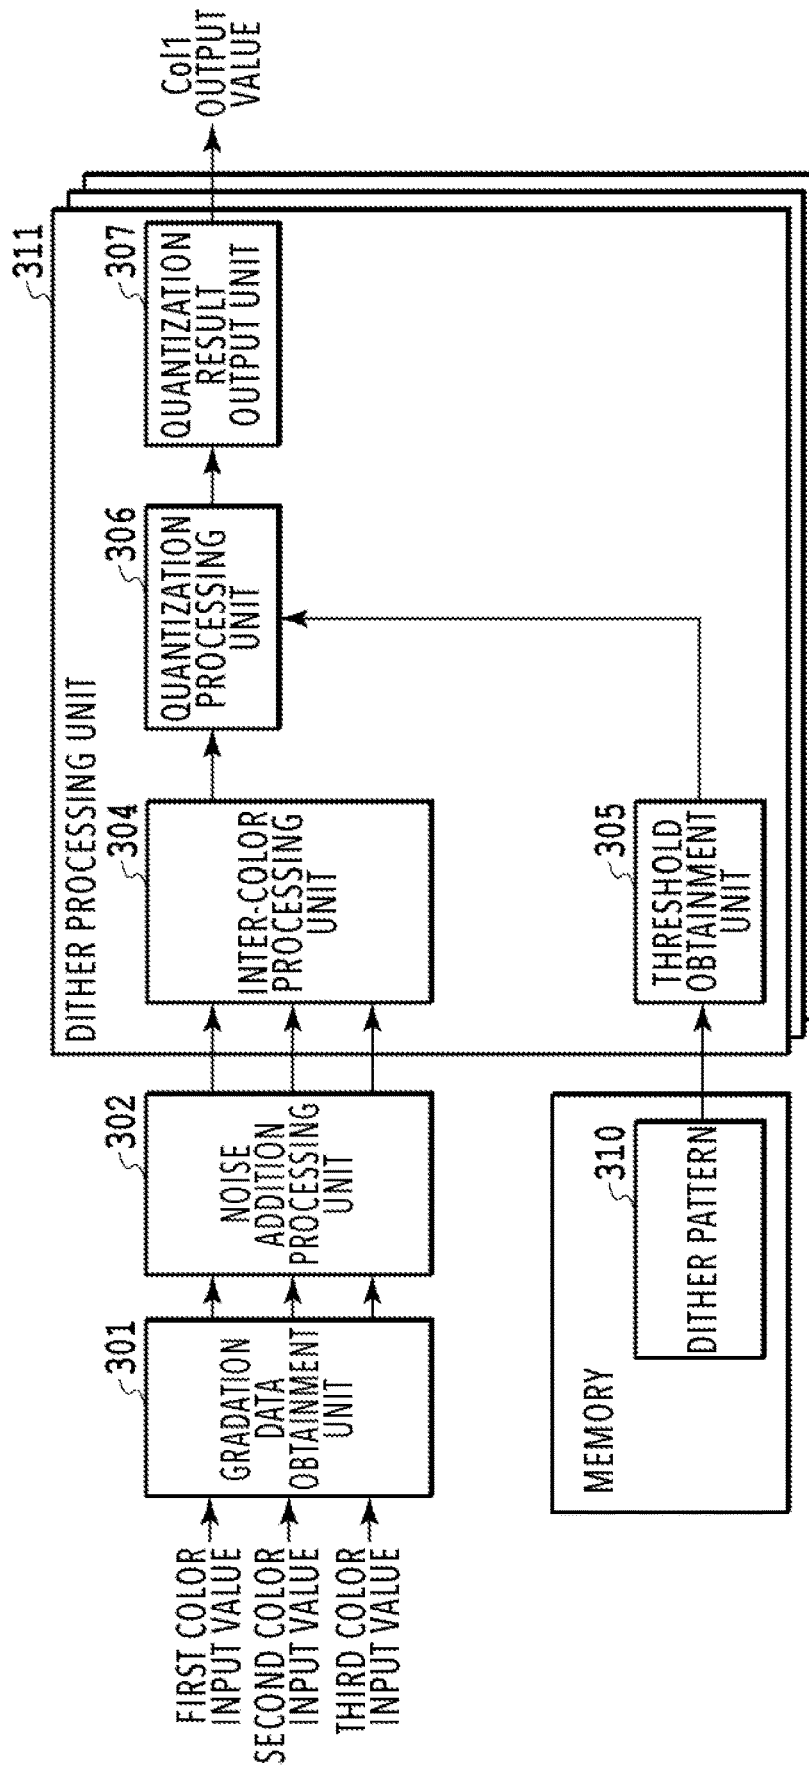 FIRST COLOR
INPUT VALUE
SECOND COLOR
INPUT VALUE
THIRD COLOR
INPUT VALUE
301
GRADATION
DATA
OBTAINMENT
UNIT
302
NOISE
ADDITION
PROCESSING
UNIT
311
DITHER PROCESSING UNIT
304
INTER-COLOR
PROCESSING
UNIT
306
QUANTIZATION
PROCESSING
UNIT
307
QUANTIZATION
RESULT
OUTPUT UNIT
Col1
OUTPUT
VALUE
MEMORY
310
DITHER PATTERN
305
THRESHOLD
OBTAINMENT
UNIT